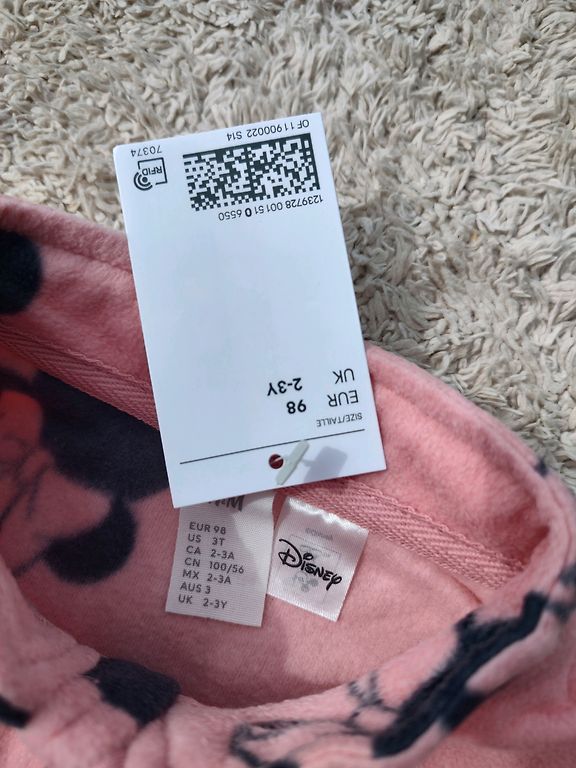 SIZE/TAILLE
EUR 98
UK 2-3Y
1239728 001 51 0 6550
RFID
70374
OF 11900022 S14
EUR 98
US 3T
CA 2-3A
CN 100/56
MX 2-3A
AUS 3
UK 2-3Y
Disney